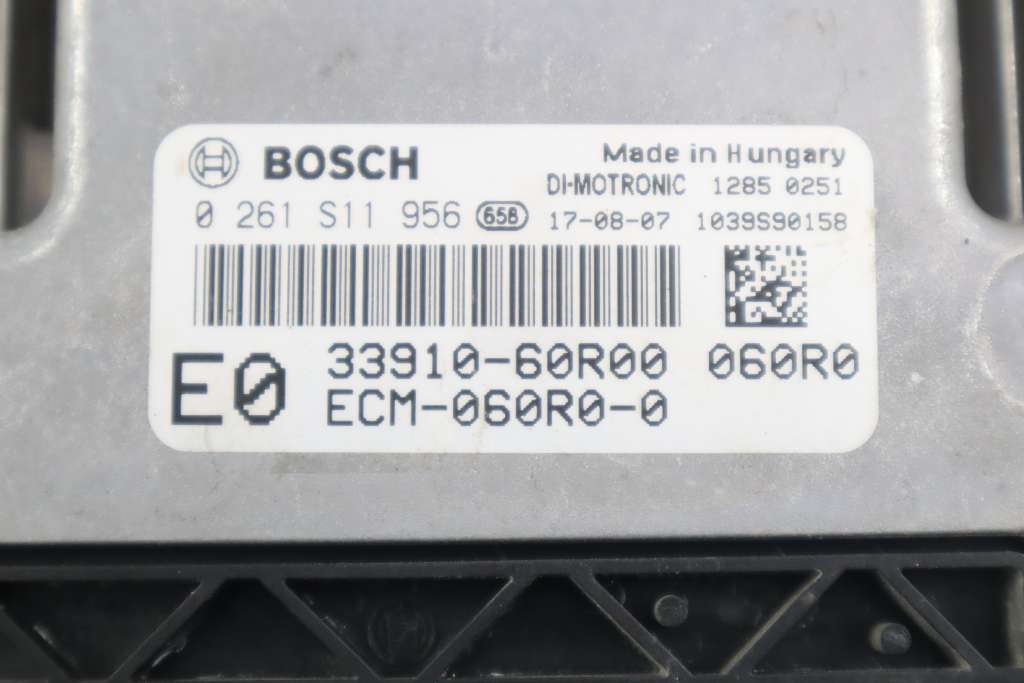 BOSCH Made in Hungary
DI-MOTRONIC 1285 0251
0 261 S11 956 658 17-08-07 1039S90158
E0 33910-60R00 060R0
ECM-060R0-0